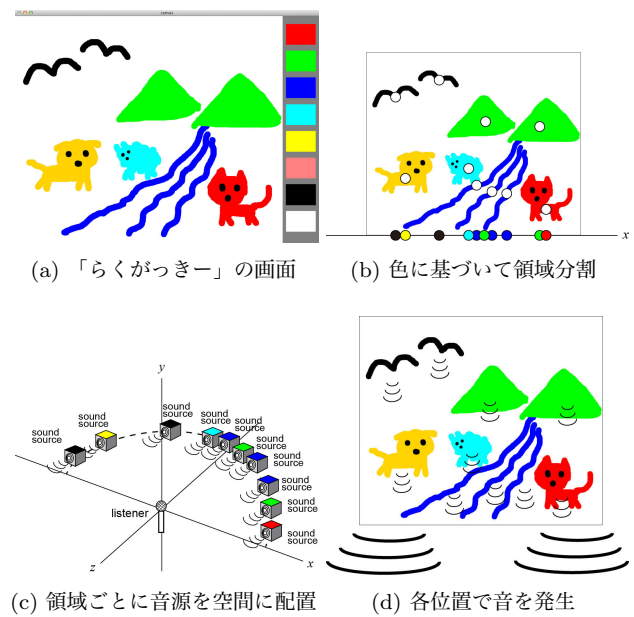 (a) 「らくがっきー」の画面
x
(b) 色に基づいて領域分割
y
sound
source
sound
source
sound
source
sound
source
sound
source
sound
source
sound
source
sound
source
sound
source
listener
z
x
(c) 領域ごとに音源を空間に配置
(d) 各位置で音を発生